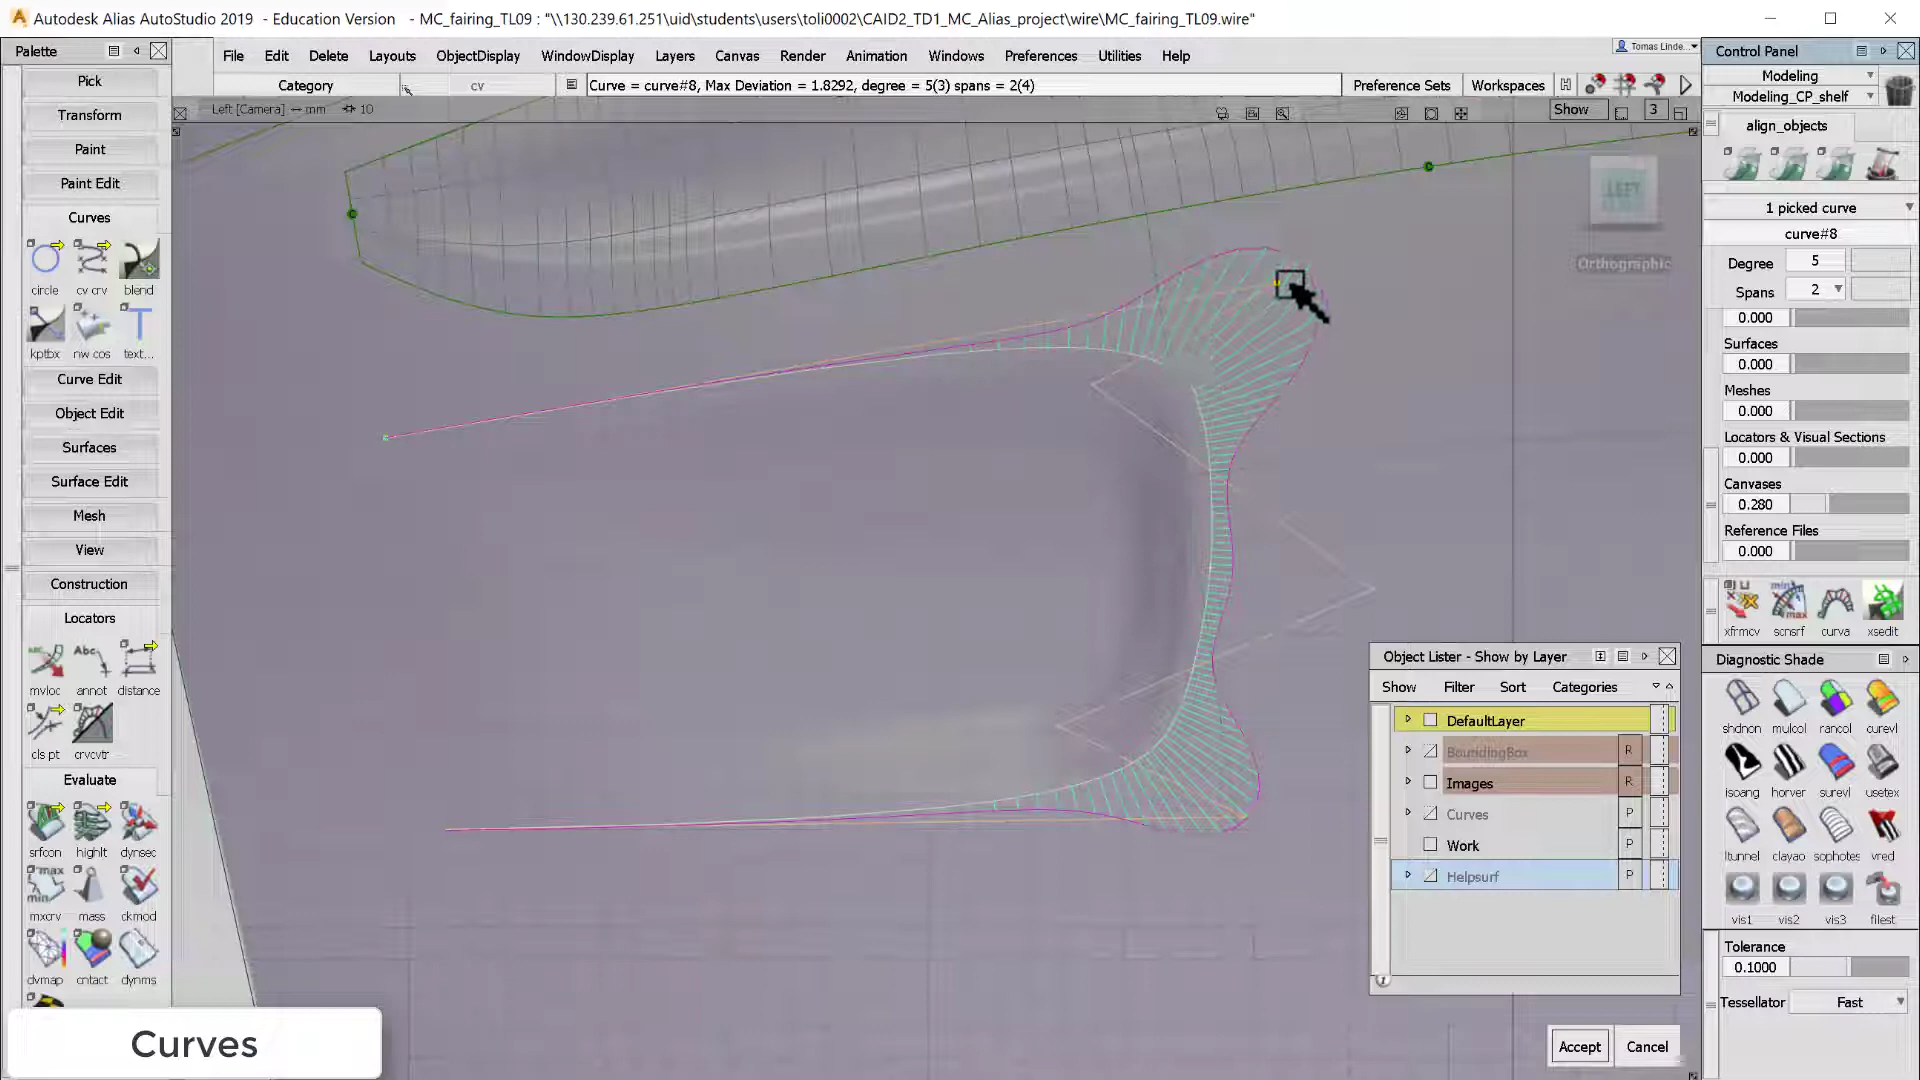 Autodesk Alias AutoStudio 2019 - Education Version - MC_fairing_TL09 : "\\130.239.61.251\uid\students\users\toli0002\CAID2_TD1_MC_Alias_project\wire\MC_fairing_TL09.wire"
Palette
File Edit Delete Layouts ObjectDisplay WindowDisplay Layers Canvas Render Animation Windows Preferences Utilities Help
Tomas Linde...
Control Panel
Category
cv
Curve = curve#8, Max Deviation = 1.8292, degree = 5(3) spans = 2(4)
Preference Sets
Workspaces
H
Modeling
Modeling_CP_shelf
Left [Camera] mm 10
Show
3
Pick
Transform
Paint
Paint Edit
Curves
circle cv crv blend
kptbx nw cos text...
Curve Edit
Object Edit
Surfaces
Surface Edit
Mesh
View
Construction
Locators
mvloc annot distance
cls pt crvcvtr
Evaluate
srfcon highlt dynsec
mxcrv mass ckmod
dvmap cntact dynms
LEFT
Orthographic
align_objects
1 picked curve
curve#8
Degree 5
Spans 2
0.000
Surfaces
0.000
Meshes
0.000
Locators & Visual Sections
0.000
Canvases
0.280
Reference Files
0.000
xfrmcv scnsrf curva xsedit
Diagnostic Shade
shdnon mulcol rancol curevl
isoang horver surevl usetex
ltunnel clayao sophotes vred
vis1 vis2 vis3 filest
Tolerance
0.1000
Tessellator Fast
Object Lister - Show by Layer
Show Filter Sort Categories
DefaultLayer
BoundingBox R
Images R
Curves P
Work P
Helpsurf P
Accept
Cancel
Curves